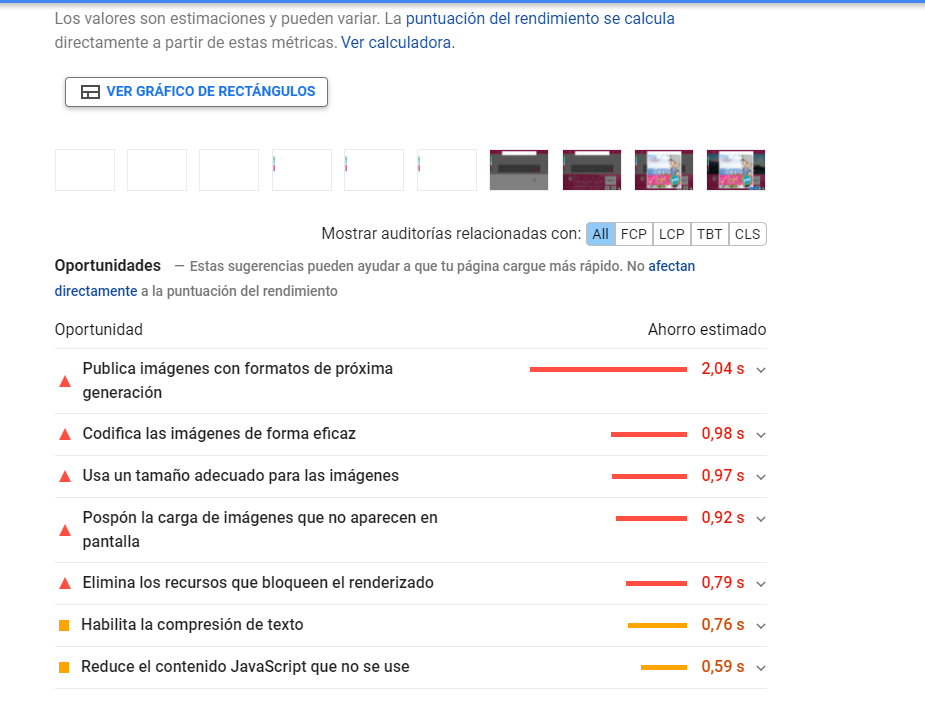 Los valores son estimaciones y pueden variar. La puntuación del rendimiento se calcula
directamente a partir de estas métricas. Ver calculadora.
VER GRÁFICO DE RECTÁNGULOS
Mostrar auditorías relacionadas con: All FCP LCP TBT CLS
Oportunidades — Estas sugerencias pueden ayudar a que tu página cargue más rápido. No afectan
directamente a la puntuación del rendimiento
Oportunidad Ahorro estimado
Publica imágenes con formatos de próxima 2,04 s
generación
Codifica las imágenes de forma eficaz 0,98 s
Usa un tamaño adecuado para las imágenes 0,97 s
Pospón la carga de imágenes que no aparecen en 0,92 s
pantalla
Elimina los recursos que bloqueen el renderizado 0,79 s
Habilita la compresión de texto 0,76 s
Reduce el contenido JavaScript que no se use 0,59 s